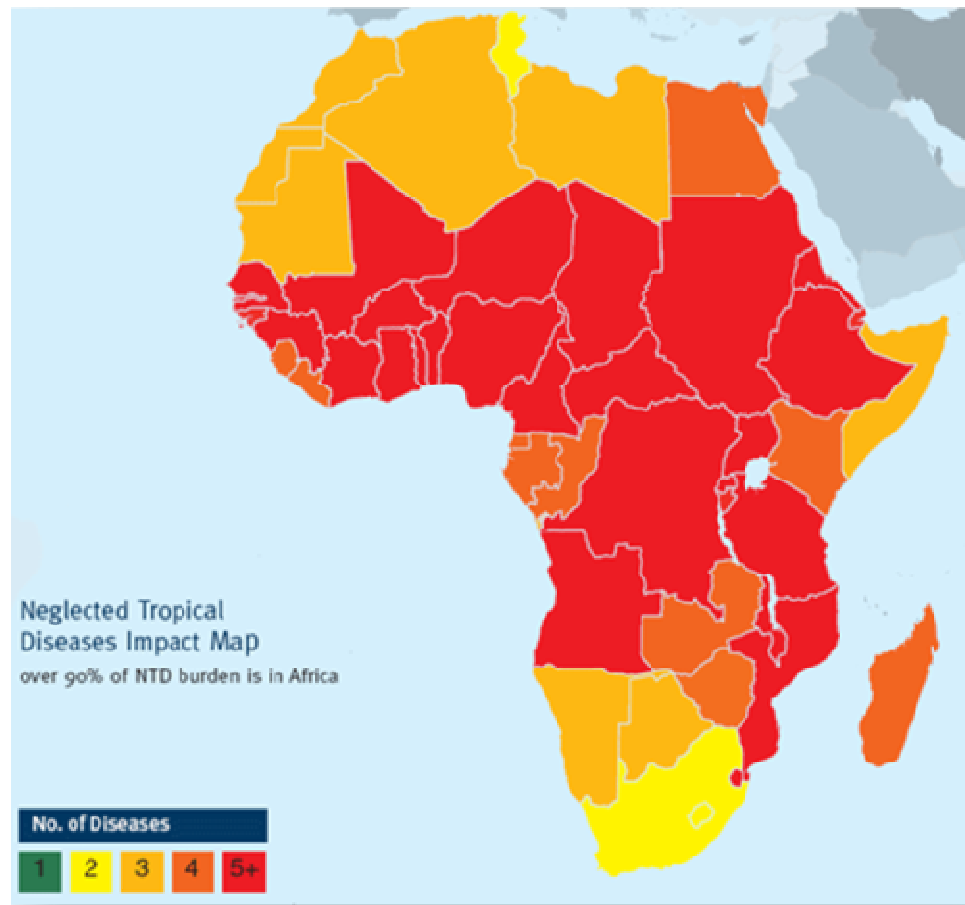 Neglected Tropical
Diseases Impact Map
over 90% of NTD burden is in Africa
No. of Diseases
1 2 3 4 5+